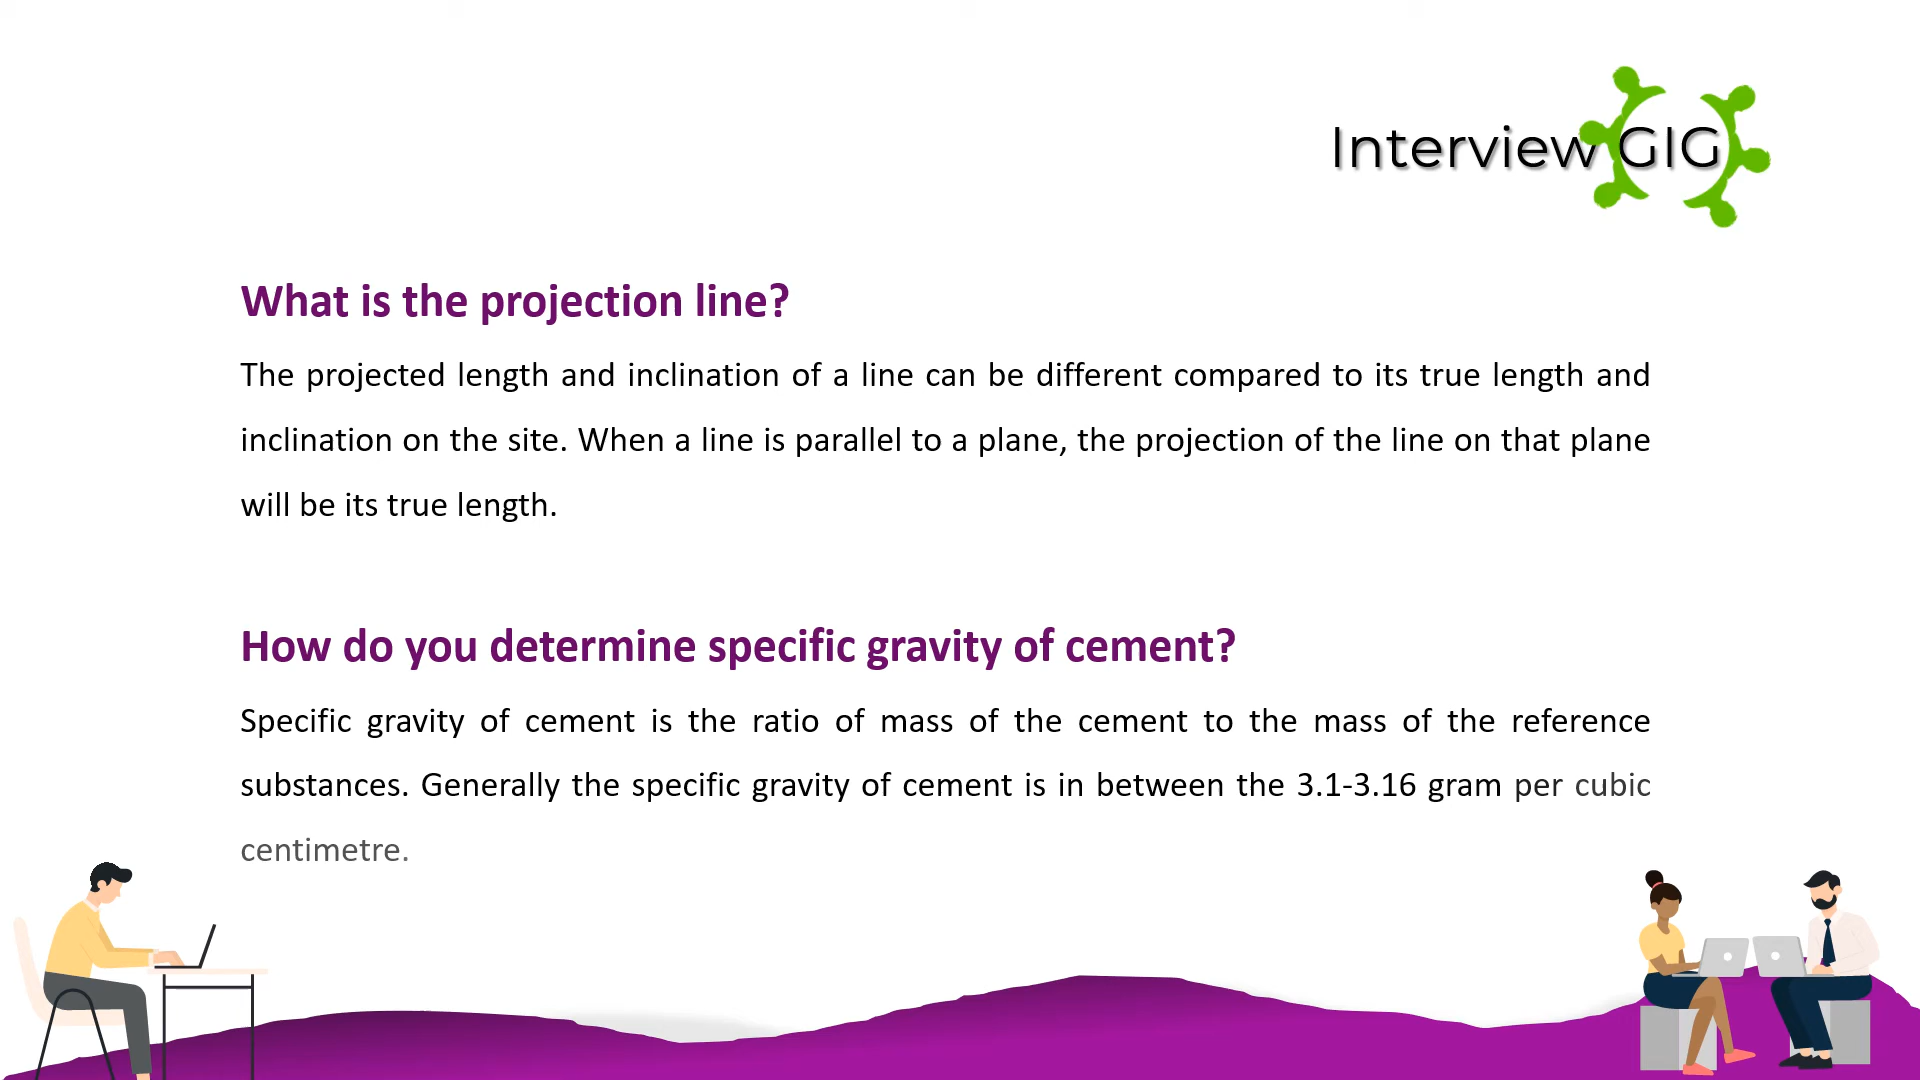 Interview GIG
What is the projection line?
The projected length and inclination of a line can be different compared to its true length and
inclination on the site. When a line is parallel to a plane, the projection of the line on that plane
will be its true length.
How do you determine specific gravity of cement?
Specific gravity of cement is the ratio of mass of the cement to the mass of the reference
substances. Generally the specific gravity of cement is in between the 3.1-3.16 gram per cubic
centimetre.